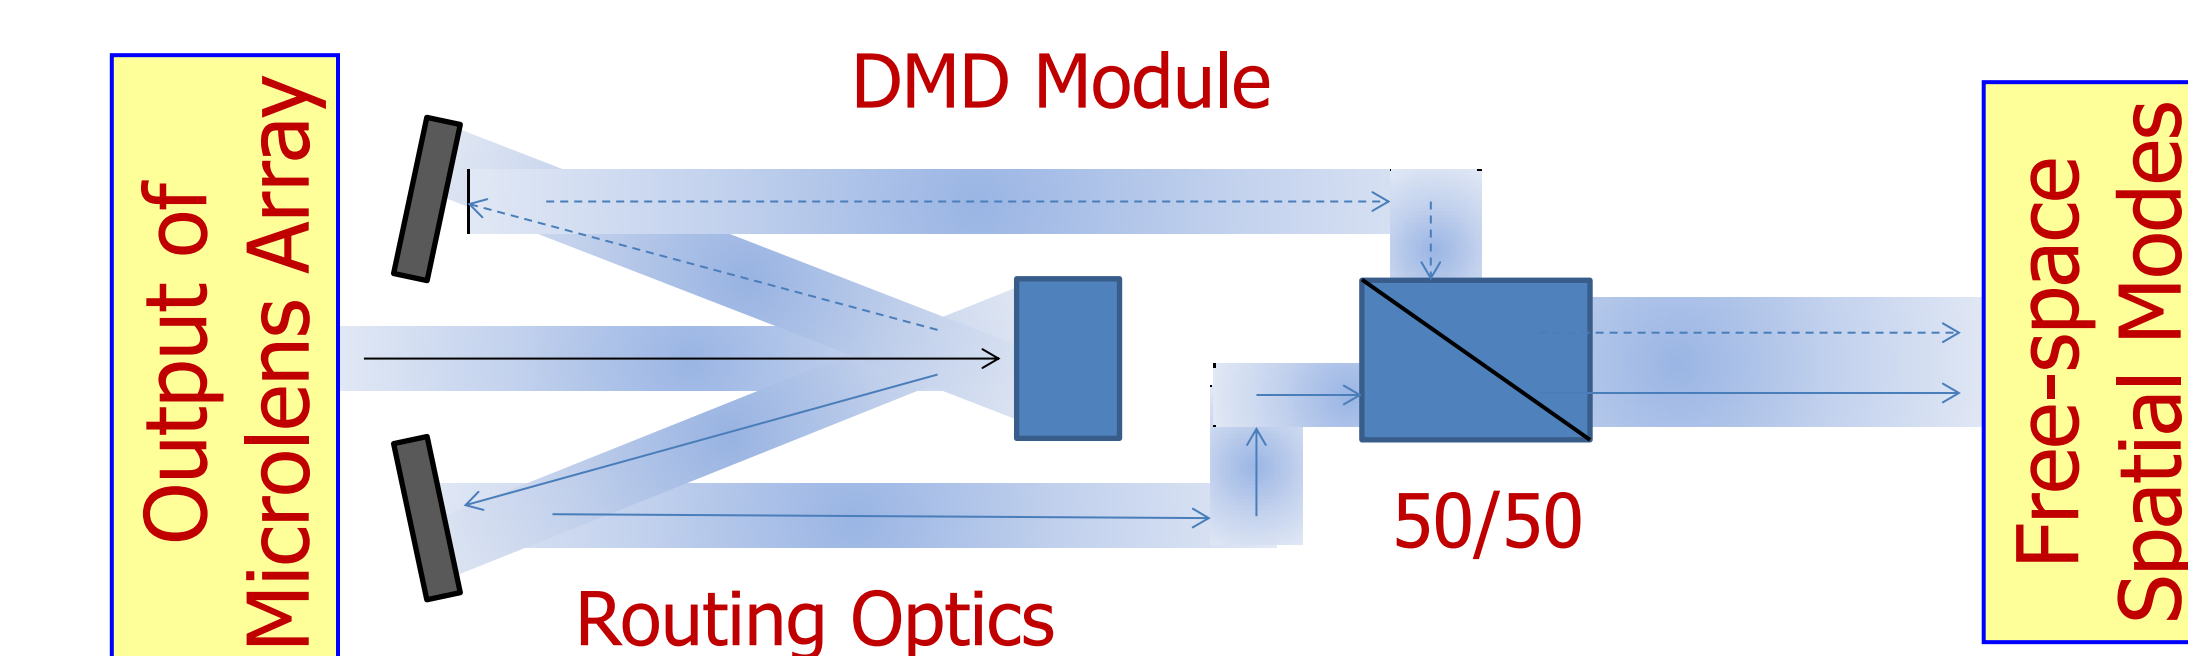 Output of
Microlens Array
DMD Module
50/50
Routing Optics
Free-space
Spatial Modes